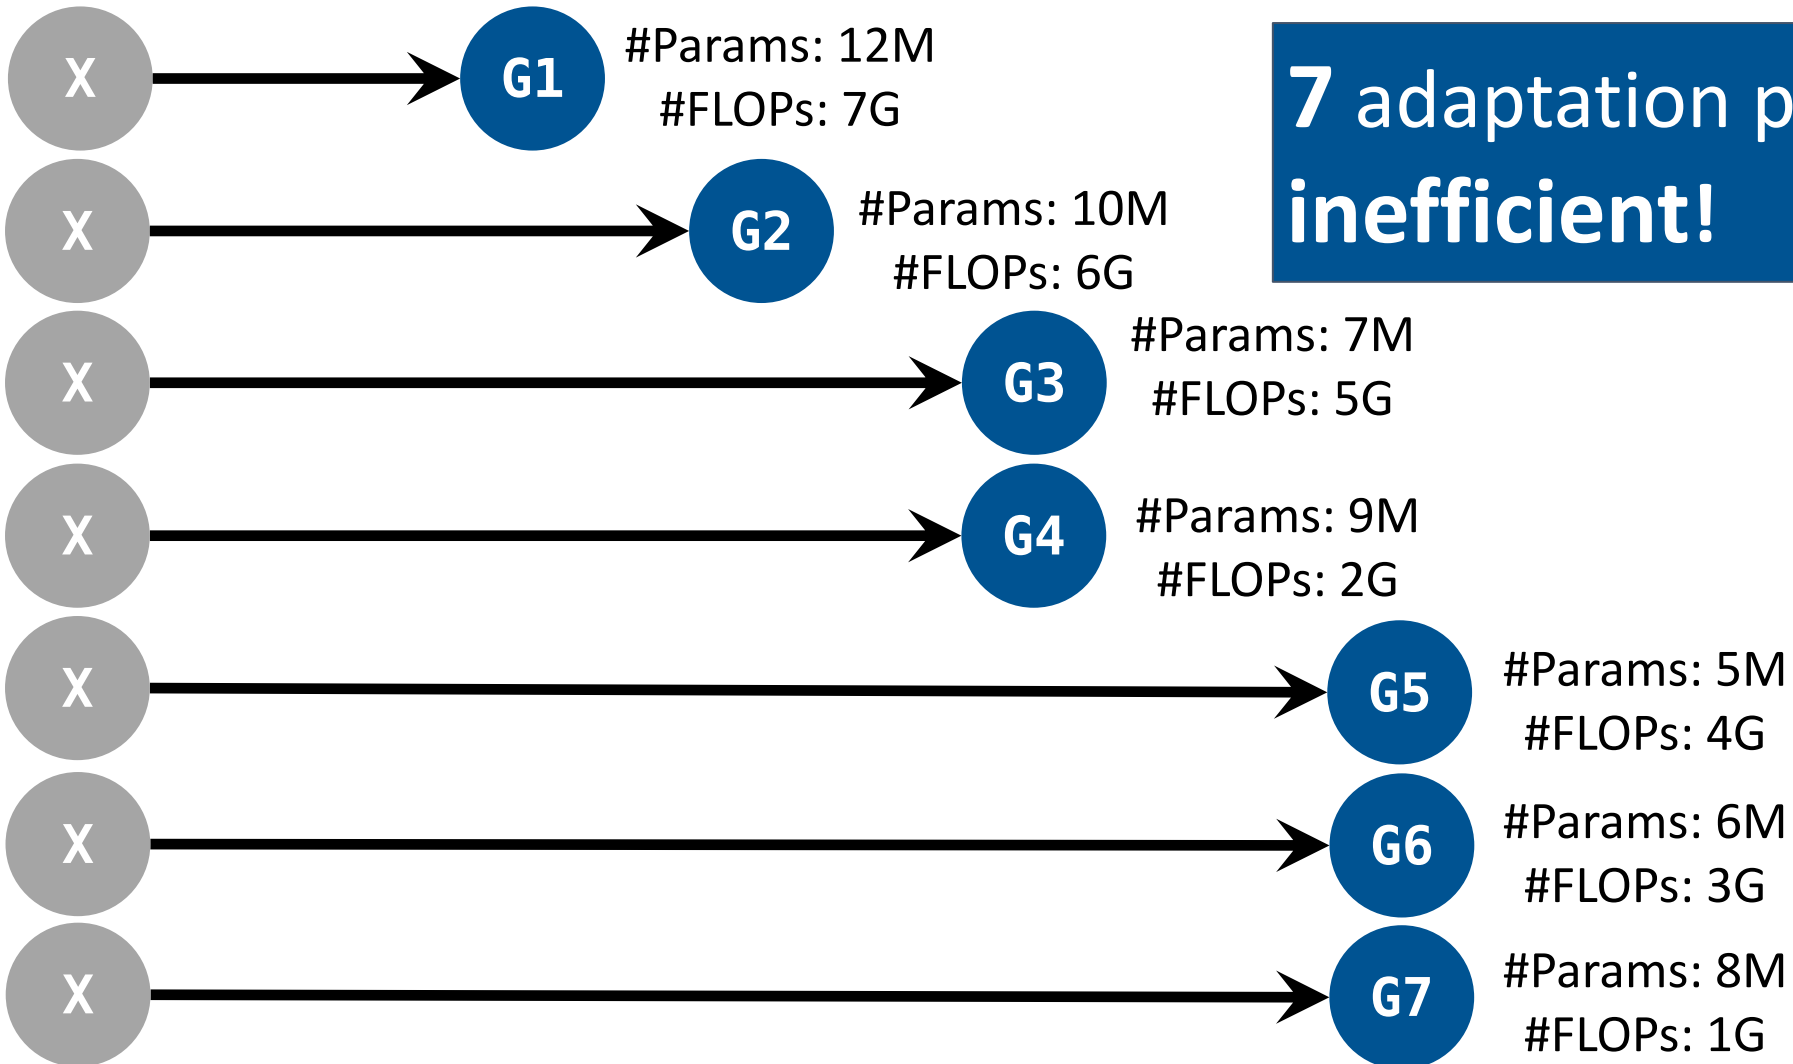 X
G1
#Params: 12M
#FLOPs: 7G
7 adaptation
inefficient!
X
G2
#Params: 10M
#FLOPs: 6G
X
G3
#Params: 7M
#FLOPs: 5G
X
G4
#Params: 9M
#FLOPs: 2G
X
G5
#Params: 5M
#FLOPs: 4G
X
G6
#Params: 6M
#FLOPs: 3G
X
G7
#Params: 8M
#FLOPs: 1G